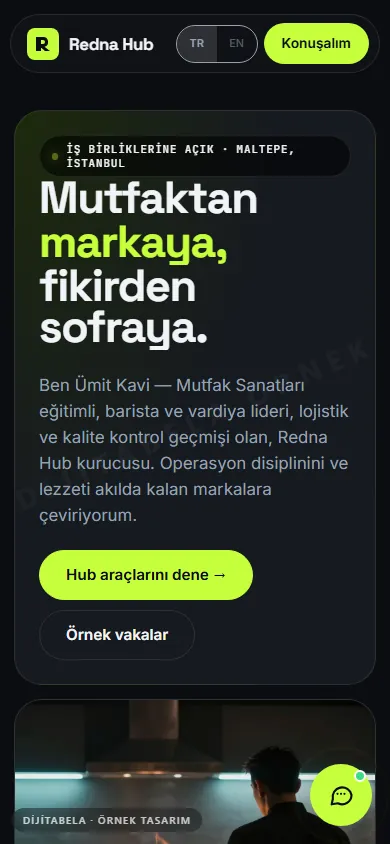 Redna Hub
TR
EN
Konuşalım
İŞ BİRLİKLERİNE AÇIK · MALTEPE,
İSTANBUL
Mutfaktan
markaya,
fikirden
sofraya.
Ben Ümit Kavi — Mutfak Sanatları
eğitimli, barista ve vardiya lideri, lojistik
ve kalite kontrol geçmişi olan, Redna
Hub kurucusu. Operasyon disiplinini ve
lezzeti akılda kalan markalara
çeviriyorum.
Hub araçlarını dene →
Örnek vakalar
DİJİTABELA · ÖRNEK TASARIM